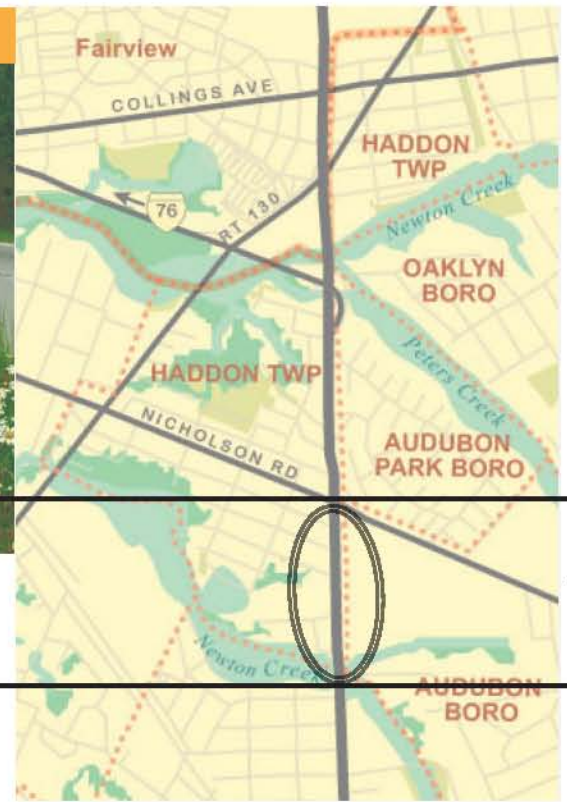 Fairview
COLLINGS AVE
HADDON
TWP
76
RT 130
Newton Creek
OAKLYN
BORO
Peters Creek
HADDON TWP
NICHOLSON RD
AUDUBON
PARK BORO
Newton Creek
AUDUBON
BORO